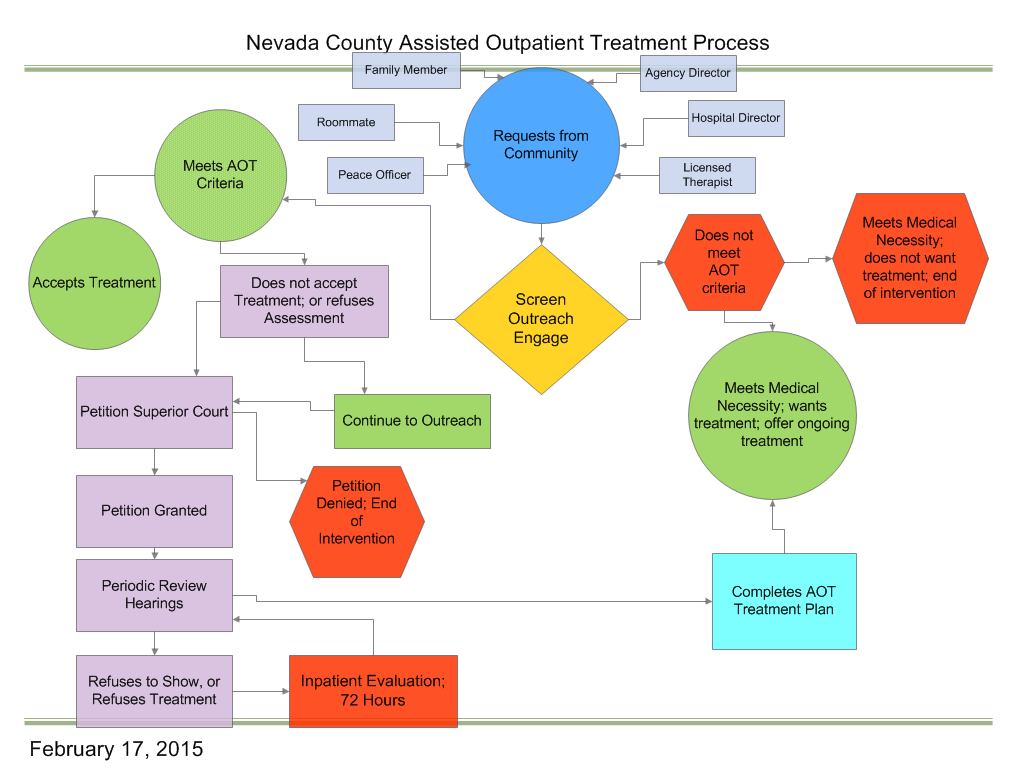 Nevada County Assisted Outpatient Treatment Process
Family Member
Agency Director
Roommate
Hospital Director
Requests from
Community
Peace Officer
Licensed
Therapist
Meets AOT
Criteria
Accepts Treatment
Does not accept
Treatment; or refuses
Assessment
Screen
Outreach
Engage
Does not
meet
AOT
criteria
Meets Medical
Necessity;
does not want
treatment; end
of intervention
Petition Superior Court
Continue to Outreach
Meets Medical
Necessity; wants
treatment; offer ongoing
treatment
Petition Granted
Petition
Denied; End
of
Intervention
Periodic Review
Hearings
Completes AOT
Treatment Plan
Refuses to Show, or
Refuses Treatment
Inpatient Evaluation;
72 Hours
February 17, 2015